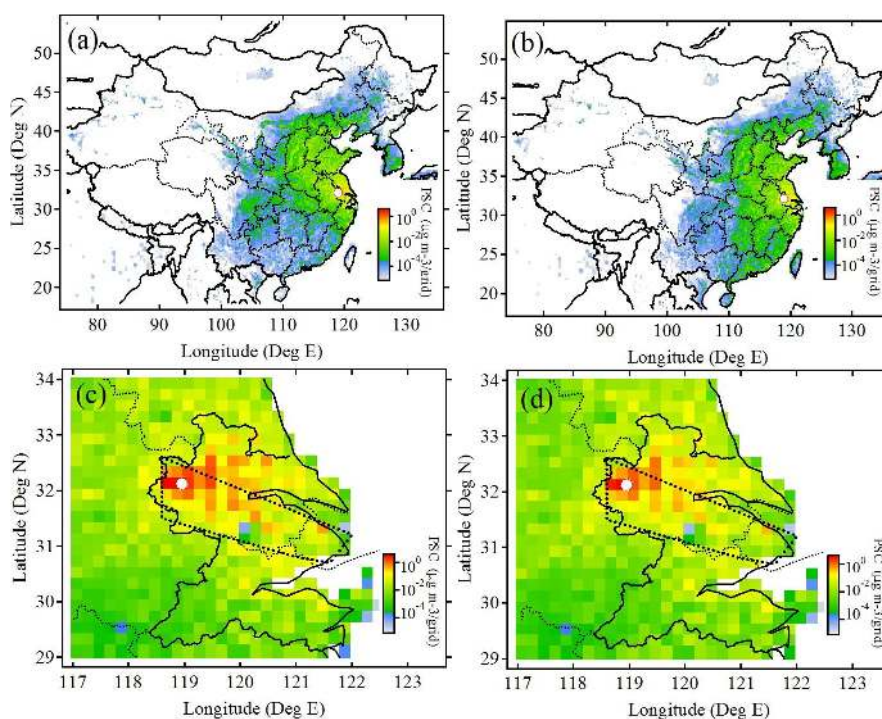 (a)
50
45
40
35
30
25
20
Latitude (Deg N)
80 90 100 110 120 130
Longitude (Deg E)
10^0
10^-2
10^-4
PSC (μg m-3/grid)
(b)
50
45
40
35
30
25
20
Latitude (Deg N)
80 90 100 110 120 130
Longitude (Deg E)
10^0
10^-2
10^-4
PSC (μg m-3/grid)
(c)
34
33
32
31
30
29
Latitude (Deg N)
117 118 119 120 121 122 123
Longitude (Deg E)
10^0
10^-2
10^-4
PSC (μg m-3/grid)
(d)
34
33
32
31
30
29
Latitude (Deg N)
117 118 119 120 121 122 123
Longitude (Deg E)
10^0
10^-2
10^-4
PSC (μg m-3/grid)